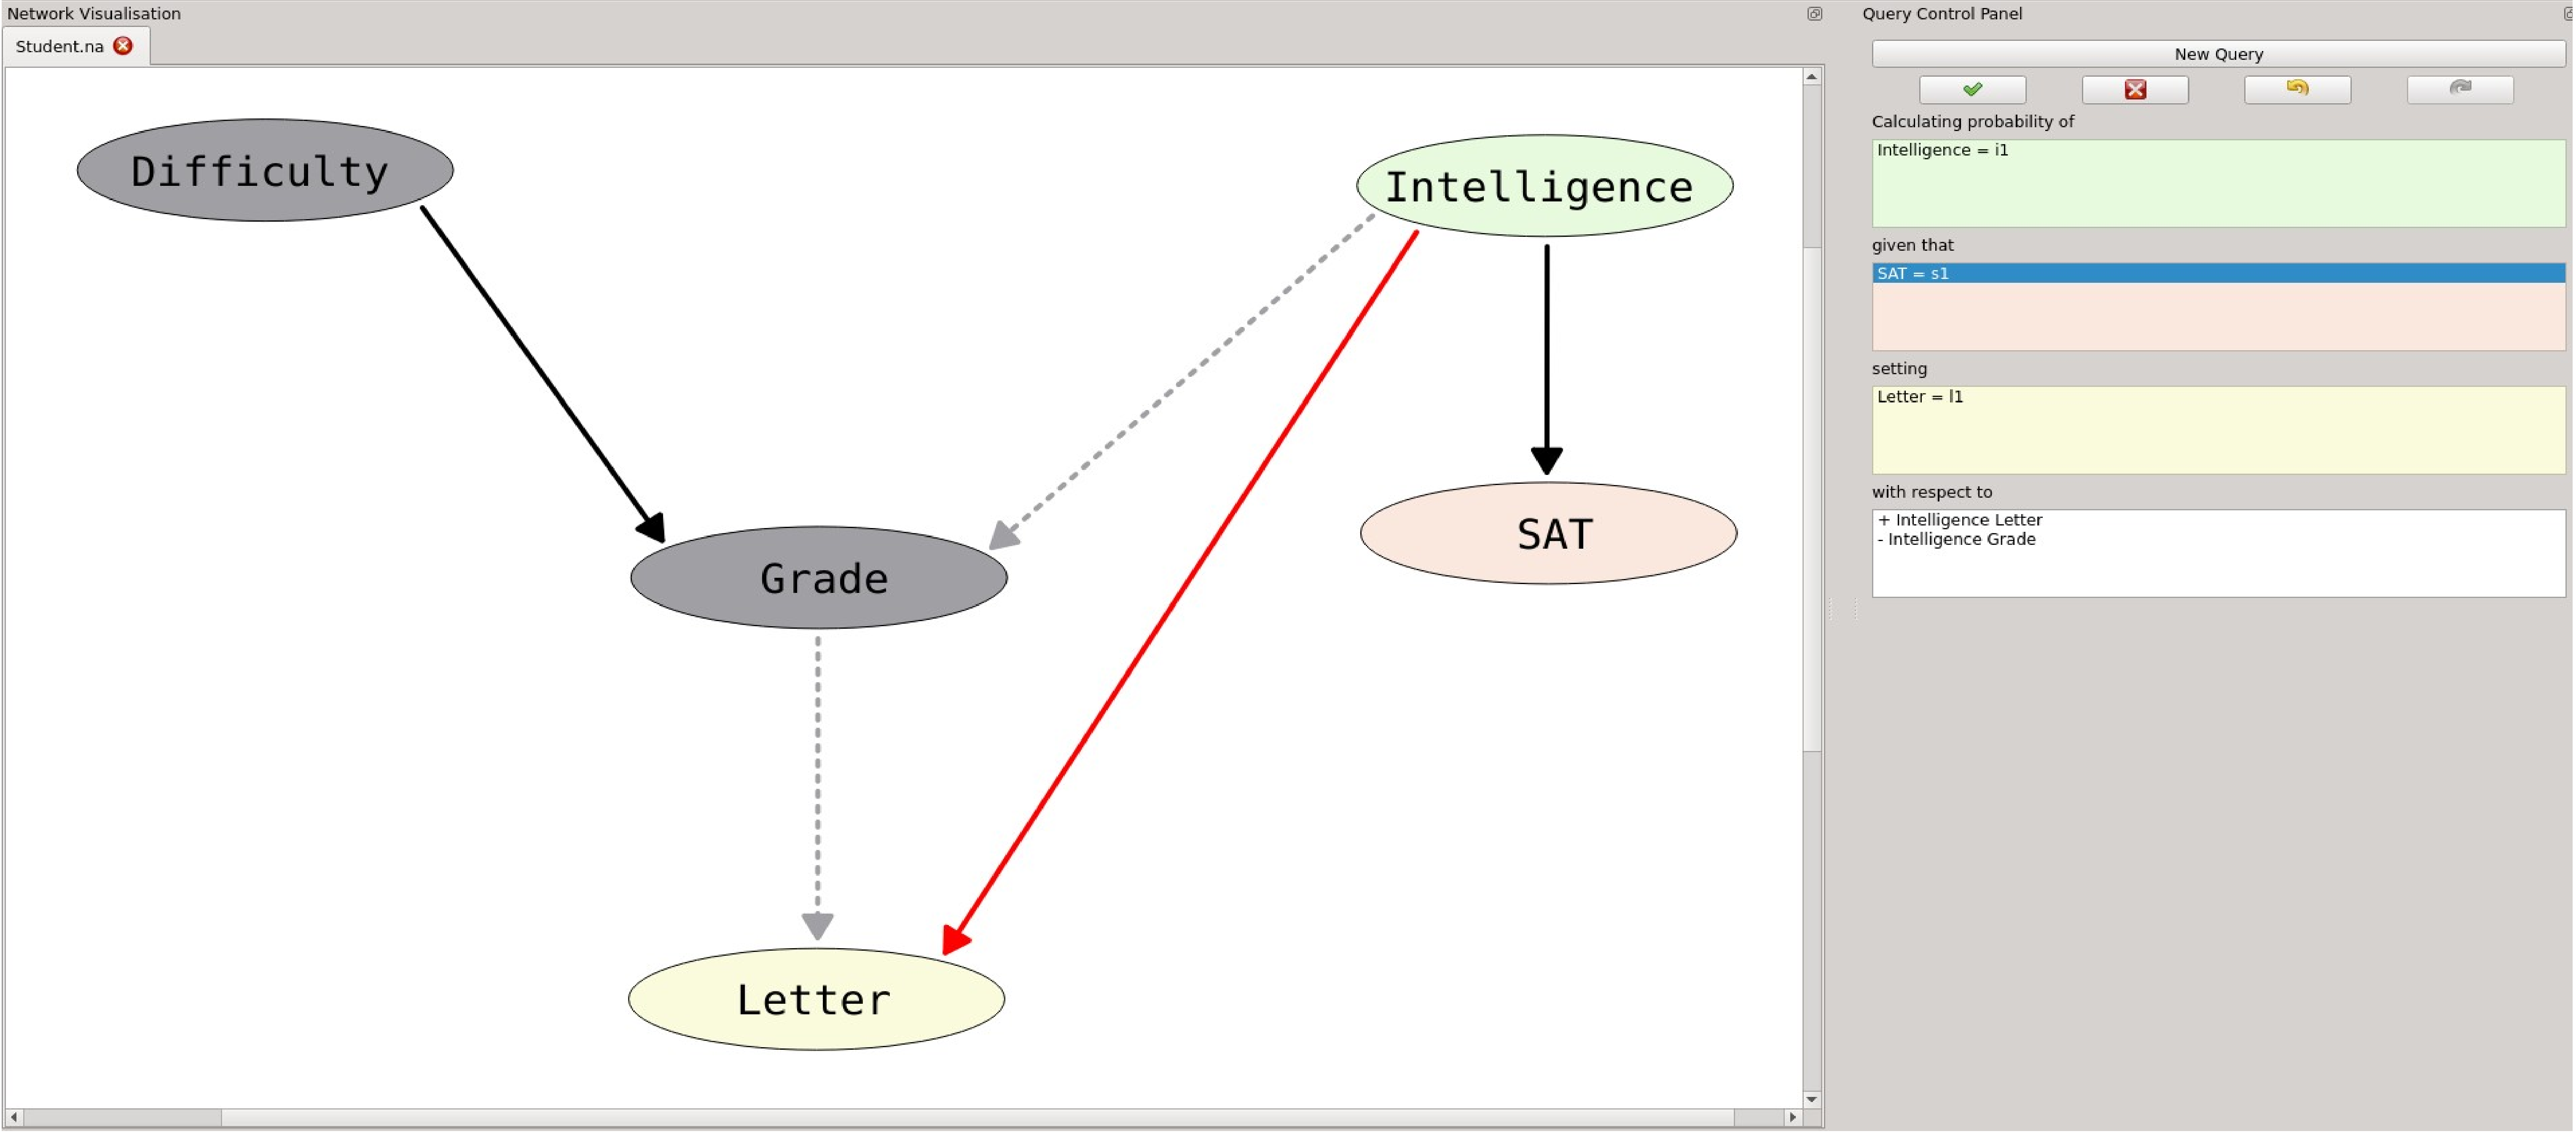 Network Visualisation
Student.na
Difficulty
Intelligence
SAT
Grade
Letter
Query Control Panel
New Query
Calculating probability of
Intelligence = i1
given that
SAT = s1
setting
Letter = l1
with respect to
+ Intelligence Letter
- Intelligence Grade